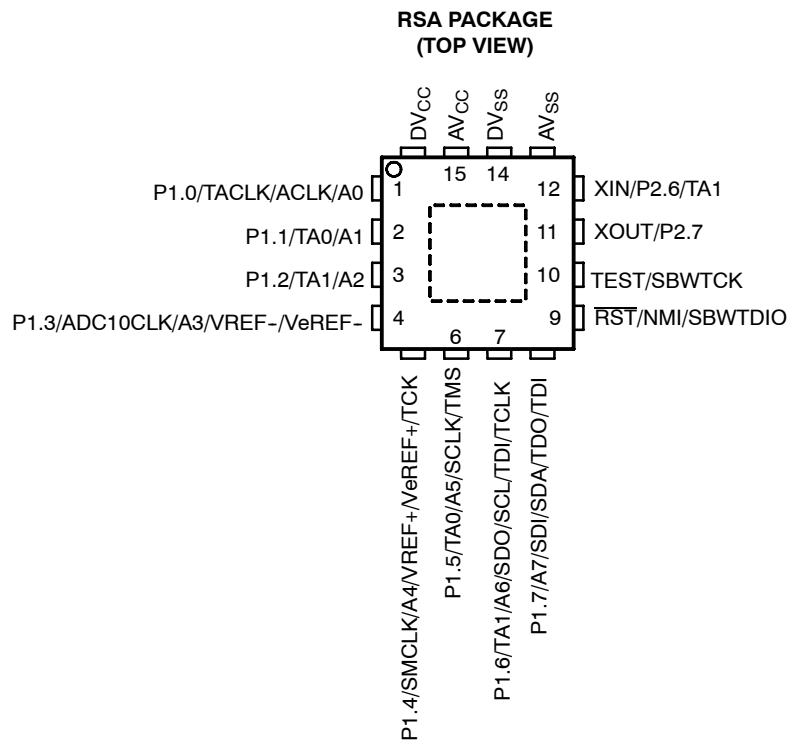 RSA PACKAGE
(TOP VIEW)
DVCC
AVCC
DVSS
AVSS
15 14
P1.0/TACLK/ACLK/A0 1
12 XIN/P2.6/TA1
P1.1/TA0/A1 2
11 XOUT/P2.7
P1.2/TA1/A2 3
10 TEST/SBWTCK
P1.3/ADC10CLK/A3/VREF-/VeREF- 4
9 RST/NMI/SBWTDIO
6 7
P1.4/SMCLK/A4/VREF+/VeREF+/TCK
P1.5/TA0/A5/SCLK/TMS
P1.6/TA1/A6/SDO/SCL/TDI/TCLK
P1.7/A7/SDI/SDA/TDO/TDI